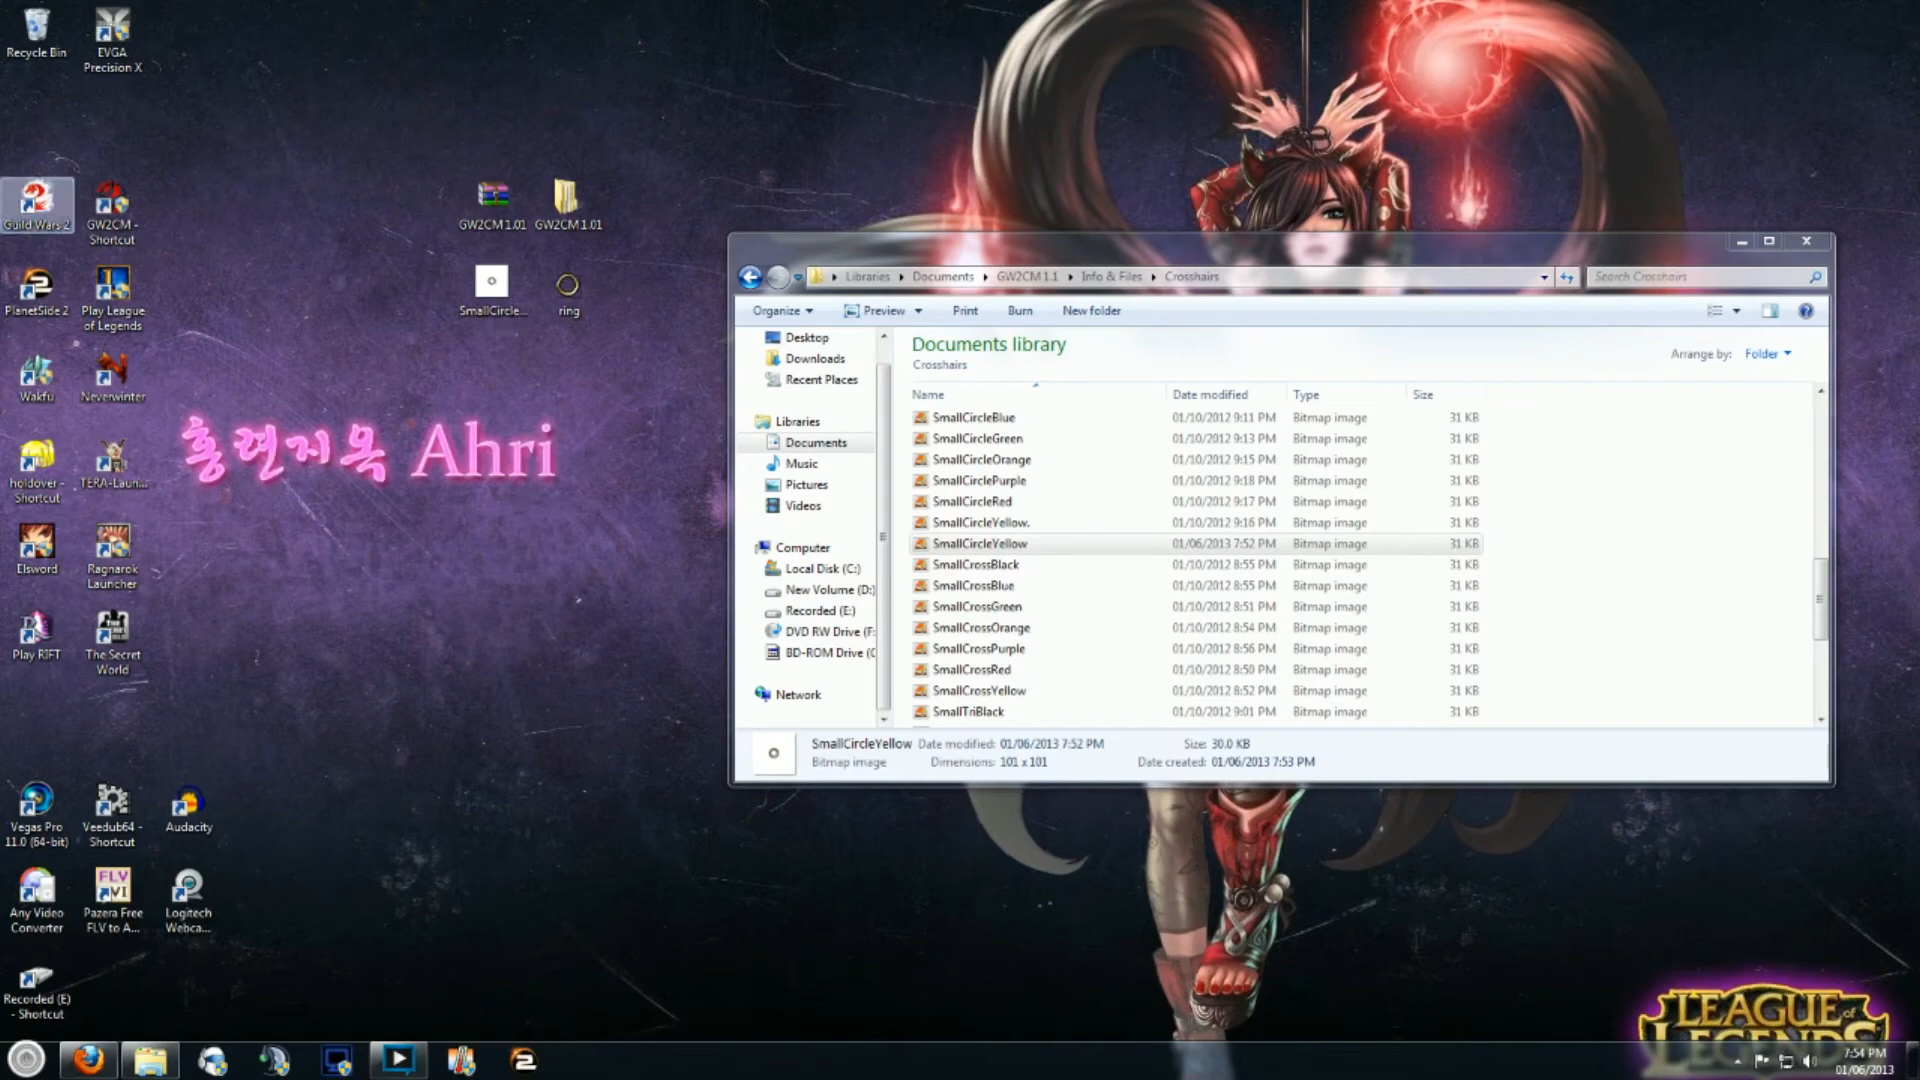 Recycle Bin
EVGA
Precision X
Guild Wars 2
GW2CM -
Shortcut
GW2CM 1.01
GW2CM 1.01
PlanetSide 2
Play League
of Legends
SmallCircle...
ring
Wakfu
Neverwinter
holdover -
Shortcut
TERA-Laun...
홍련지옥 Ahri
Elsword
Ragnarok
Launcher
Play RIFT
The Secret
World
Vegas Pro
11.0 (64-bit)
Veedub64 -
Shortcut
Audacity
Any Video
Converter
FLV
VI
Pazera Free
FLV to A...
Logitech
Webca...
Recorded (E)
- Shortcut
Libraries
Documents
GW2CM 1.1
Info & Files
Crosshairs
Search Crosshairs
Organize
Preview
Print
Burn
New folder
Desktop
Downloads
Recent Places
Libraries
Documents
Music
Pictures
Videos
Computer
Local Disk (C:)
New Volume (D:)
Recorded (E:)
DVD RW Drive (F:
BD-ROM Drive (G
Network
Documents library
Crosshairs
Arrange by: Folder
Name Date modified Type Size
SmallCircleBlue 01/10/2012 9:11 PM Bitmap image 31 KB
SmallCircleGreen 01/10/2012 9:13 PM Bitmap image 31 KB
SmallCircleOrange 01/10/2012 9:15 PM Bitmap image 31 KB
SmallCirclePurple 01/10/2012 9:18 PM Bitmap image 31 KB
SmallCircleRed 01/10/2012 9:17 PM Bitmap image 31 KB
SmallCircleYellow. 01/10/2012 9:16 PM Bitmap image 31 KB
SmallCircleYellow 01/06/2013 7:52 PM Bitmap image 31 KB
SmallCrossBlack 01/10/2012 8:55 PM Bitmap image 31 KB
SmallCrossBlue 01/10/2012 8:55 PM Bitmap image 31 KB
SmallCrossGreen 01/10/2012 8:51 PM Bitmap image 31 KB
SmallCrossOrange 01/10/2012 8:54 PM Bitmap image 31 KB
SmallCrossPurple 01/10/2012 8:56 PM Bitmap image 31 KB
SmallCrossRed 01/10/2012 8:50 PM Bitmap image 31 KB
SmallCrossYellow 01/10/2012 8:52 PM Bitmap image 31 KB
SmallTriBlack 01/10/2012 9:01 PM Bitmap image 31 KB
SmallCircleYellow Date modified: 01/06/2013 7:52 PM Size: 30.0 KB
Bitmap image Dimensions: 101 x 101 Date created: 01/06/2013 7:53 PM
LEAGUE of
LEGENDS
7:54 PM
01/06/2013